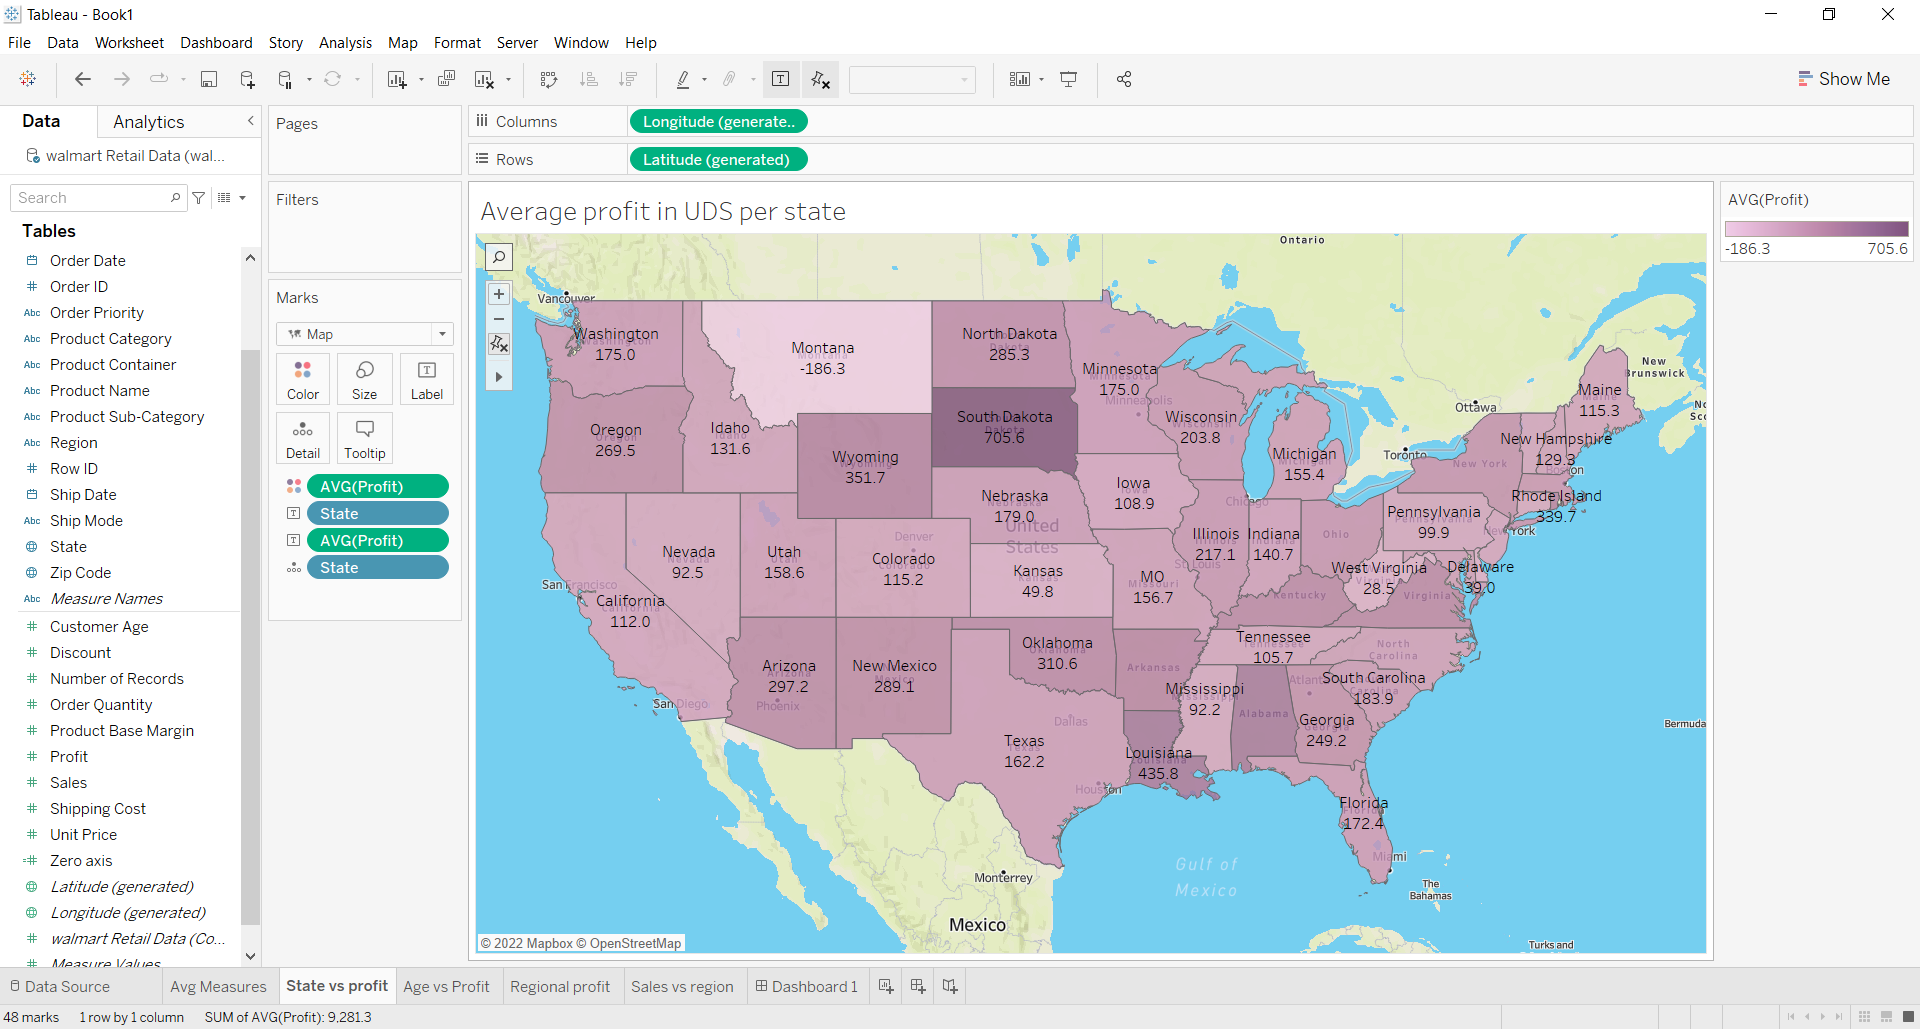 Tableau - Book1
File Data Worksheet Dashboard Story Analysis Map Format Server Window Help
Show Me
Data Analytics
walmart Retail Data (wal...
Search
Tables
Order Date
Order ID
Order Priority
Product Category
Product Container
Product Name
Product Sub-Category
Region
Row ID
Ship Date
Ship Mode
State
Zip Code
Measure Names
Customer Age
Discount
Number of Records
Order Quantity
Product Base Margin
Profit
Sales
Shipping Cost
Unit Price
Zero axis
Latitude (generated)
Longitude (generated)
walmart Retail Data (Co...
Measure Values
Pages
Filters
Marks
Map
Color Size Label
Detail Tooltip
AVG(Profit)
State
AVG(Profit)
State
Columns Longitude (generate..
Rows Latitude (generated)
Average profit in UDS per state
Ontario
Vancouver
Washington
175.0
Montana
-186.3
North Dakota
285.3
Minnesota
175.0
Minneapolis
New
Brunswick
Maine
115.3
Ottawa
Oregon
269.5
Idaho
131.6
Wyoming
351.7
South Dakota
705.6
Wisconsin
203.8
Michigan
155.4
Toronto
New York
New Hampshire
129.3
Boston
Rhode Island
339.7
Nebraska
179.0
Iowa
108.9
Chicago
Pennsylvania
99.9
New York
United
States
Illinois
217.1
Indiana
140.7
Ohio
Nevada
92.5
Utah
158.6
Denver
Colorado
115.2
Kansas
49.8
MO
156.7
Missouri
St Louis
West Virginia
28.5
Virginia
Delaware
39.0
Kentucky
San Francisco
California
112.0
Arizona
297.2
Phoenix
New Mexico
289.1
Oklahoma
310.6
Arkansas
Tennessee
105.7
North
Carolina
South Carolina
183.9
San Diego
Dallas
Mississippi
92.2
Alabama
Atlant
Georgia
249.2
Bermuda
Texas
162.2
Louisiana
435.8
Houston
Florida
172.4
Miami
Gulf of
Mexico
Monterrey
The
Bahamas
Mexico
Turks and
© 2022 Mapbox © OpenStreetMap
AVG(Profit)
-186.3 705.6
Data Source Avg Measures State vs profit Age vs Profit Regional profit Sales vs region Dashboard 1
48 marks 1 row by 1 column SUM of AVG(Profit): 9,281.3